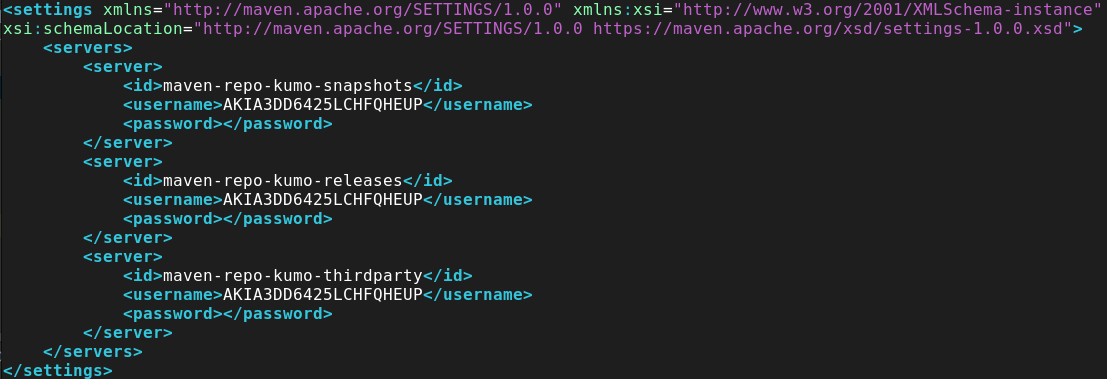 <settings xmlns="http://maven.apache.org/SETTINGS/1.0.0" xmlns:xsi="http://www.w3.org/2001/XMLSchema-instance"
xsi:schemaLocation="http://maven.apache.org/SETTINGS/1.0.0 https://maven.apache.org/xsd/settings-1.0.0.xsd">
    <servers>
        <server>
            <id>maven-repo-kumo-snapshots</id>
            <username>AKIA3DD6425LCHFQHEUP</username>
            <password></password>
        </server>
        <server>
            <id>maven-repo-kumo-releases</id>
            <username>AKIA3DD6425LCHFQHEUP</username>
            <password></password>
        </server>
        <server>
            <id>maven-repo-kumo-thirdparty</id>
            <username>AKIA3DD6425LCHFQHEUP</username>
            <password></password>
        </server>
    </servers>
</settings>